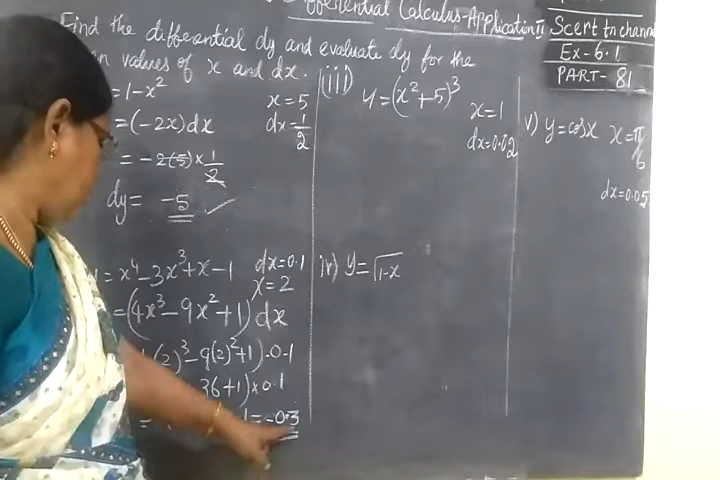 Differential Calculus-Application II
Scert tn channel
Ex-6.1
PART- 81
Find the differential dy and evaluate dy for the
values of x and dx.
= 1-x²
x=5
= (-2x)dx
dx=1/2
= -2(5)×1/2
dy= -5
= x⁴-3x³+x-1
dx=0.1
x=2
=(4x³-9x²+1)dx
(2)³-9(2)²+1)·0.1
36+1)×0.1
=-0.3
(iii) y=(x²+5)³
x=1
dx=0.02
iv) y=√1-x
v) y=cosx x=π/6
dx=0.05